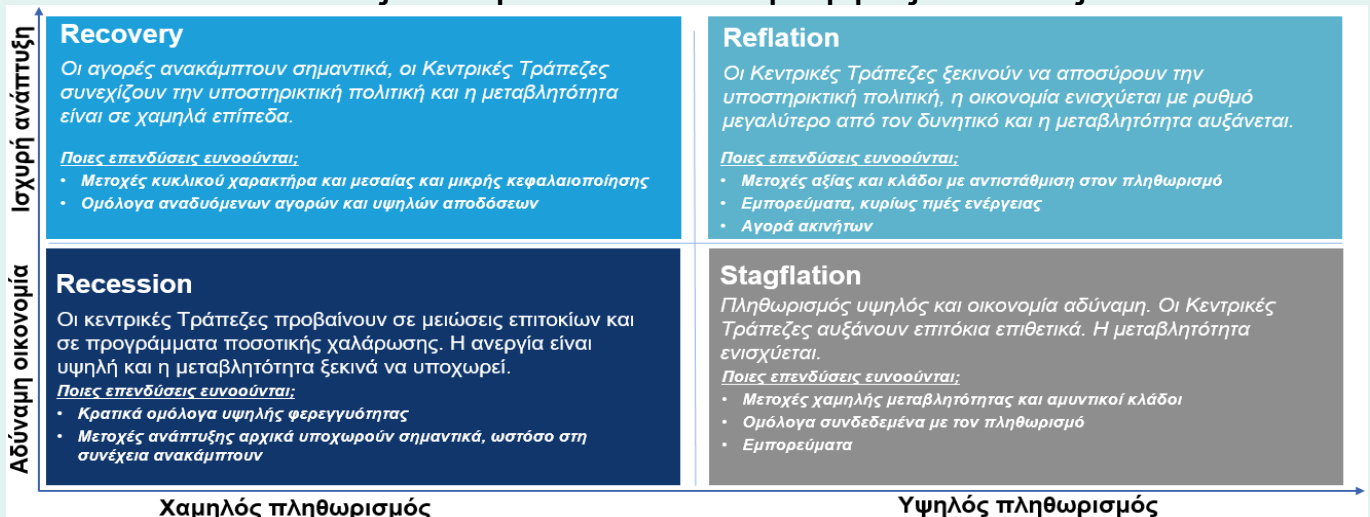 Recovery
Οι αγορές ανακάμπτουν σημαντικά, οι Κεντρικές Τράπεζες
συνεχίζουν την υποστηρικτική πολιτική και η μεταβλητότητα
είναι σε χαμηλά επίπεδα.
Ποιες επενδύσεις ευνοούνται;
• Μετοχές κυκλικού χαρακτήρα και μεσαίας και μικρής κεφαλαιοποίησης
• Ομόλογα αναδυόμενων αγορών και υψηλών αποδόσεων
Reflation
Οι Κεντρικές Τράπεζες ξεκινούν να αποσύρουν την
υποστηρικτική πολιτική, η οικονομία ενισχύεται με ρυθμό
μεγαλύτερο από τον δυνητικό και η μεταβλητότητα αυξάνεται.
Ποιες επενδύσεις ευνοούνται;
• Μετοχές αξίας και κλάδοι με αντιστάθμιση στον πληθωρισμό
• Εμπορεύματα, κυρίως τιμές ενέργειας
• Αγορά ακινήτων
Ισχυρή ανάπτυξη
Recession
Οι κεντρικές Τράπεζες προβαίνουν σε μειώσεις επιτοκίων και
σε προγράμματα ποσοτικής χαλάρωσης. Η ανεργία είναι
υψηλή και η μεταβλητότητα ξεκινά να υποχωρεί.
Ποιες επενδύσεις ευνοούνται;
• Κρατικά ομόλογα υψηλής φερεγγυότητας
• Μετοχές ανάπτυξης αρχικά υποχωρούν σημαντικά, ωστόσο στη
συνέχεια ανακάμπτουν
Stagflation
Πληθωρισμός υψηλός και οικονομία αδύναμη. Οι Κεντρικές
Τράπεζες αυξάνουν επιτόκια επιθετικά. Η μεταβλητότητα
ενισχύεται.
Ποιες επενδύσεις ευνοούνται;
• Μετοχές χαμηλής μεταβλητότητας και αμυντικοί κλάδοι
• Ομόλογα συνδεδεμένα με τον πληθωρισμό
• Εμπορεύματα
Αδύναμη οικονομία
Χαμηλός πληθωρισμός
Υψηλός πληθωρισμός